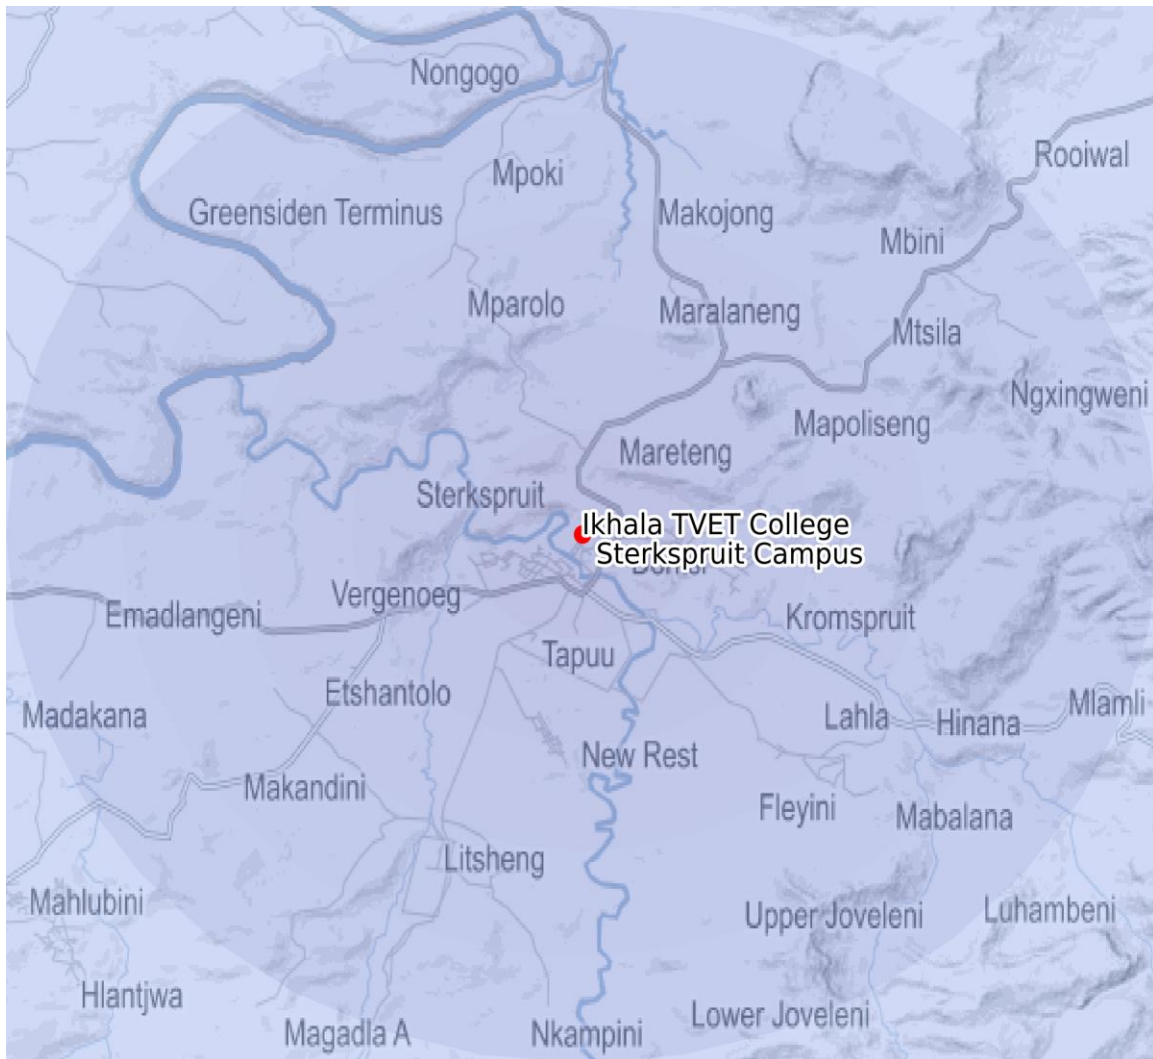 Nongogo
Rooiwal
Mpoki
Greensiden Terminus
Makojong
Mbini
Mparolo
Maralaneng
Mtsila
Ngxingweni
Mapoliseng
Mareteng
Sterkspruit
Ikhala TVET College
Sterkspruit Campus
Vergenoeg
Emadlangeni
Kromspruit
Tapuu
Etshantolo
Madakana
Lahla
Hinana
Mlamli
New Rest
Makandini
Fleyini
Mabalana
Litsheng
Mahlubini
Upper Joveleni
Luhambeni
Hlantjwa
Lower Joveleni
Magadla A
Nkampini